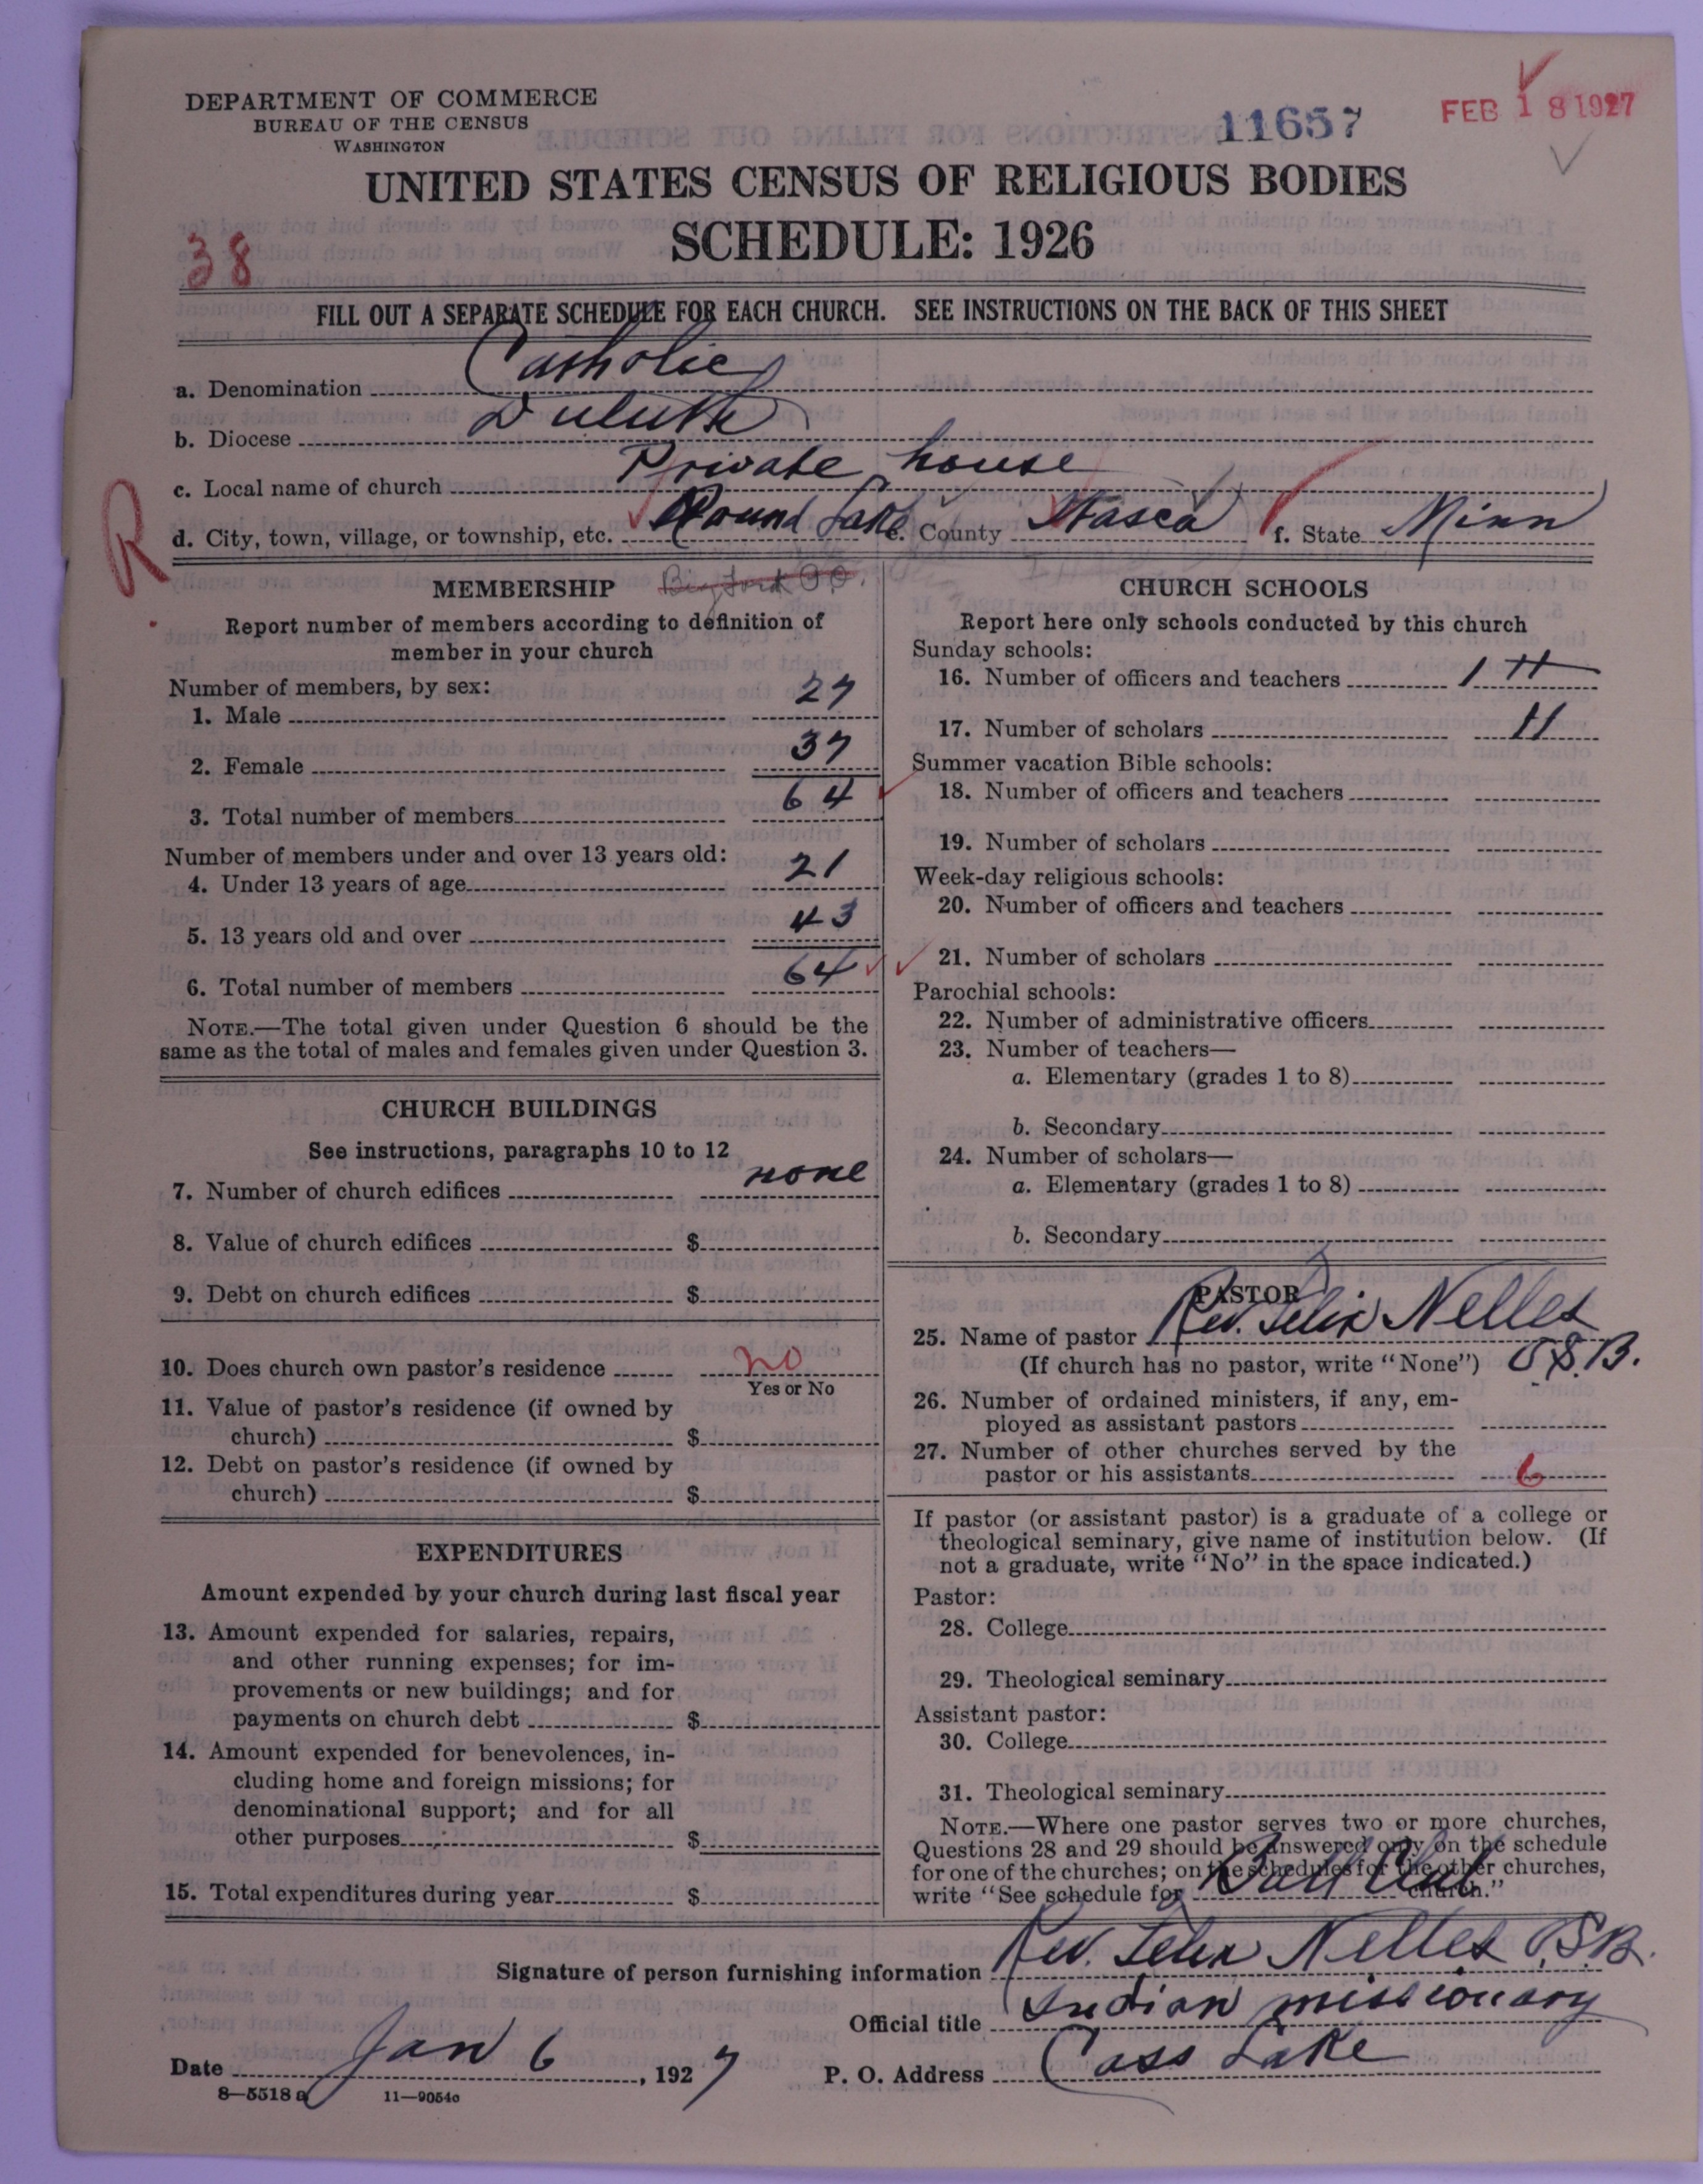 DEPARTMENT OF COMMERCE
BUREAU OF THE CENSUS
WASHINGTON
11657
FEB 18 1927
UNITED STATES CENSUS OF RELIGIOUS BODIES
SCHEDULE: 1926
38
FILL OUT A SEPARATE SCHEDULE FOR EACH CHURCH. SEE INSTRUCTIONS ON THE BACK OF THIS SHEET
a. Denomination Catholic
b. Diocese Duluth
c. Local name of church Private house
d. City, town, village, or township, etc. Round Lake e. County Itasca f. State Minn
R
MEMBERSHIP Big Fork P.O.
Report number of members according to definition of
member in your church
Number of members, by sex:
1. Male 27
2. Female 37
3. Total number of members 64
Number of members under and over 13 years old:
4. Under 13 years of age 21
5. 13 years old and over 43
6. Total number of members 64
NOTE.—The total given under Question 6 should be the
same as the total of males and females given under Question 3.
CHURCH BUILDINGS
See instructions, paragraphs 10 to 12
7. Number of church edifices none
8. Value of church edifices $
9. Debt on church edifices $
10. Does church own pastor's residence no
Yes or No
11. Value of pastor's residence (if owned by
church) $
12. Debt on pastor's residence (if owned by
church) $
EXPENDITURES
Amount expended by your church during last fiscal year
13. Amount expended for salaries, repairs,
and other running expenses; for im-
provements or new buildings; and for
payments on church debt $
14. Amount expended for benevolences, in-
cluding home and foreign missions; for
denominational support; and for all
other purposes $
15. Total expenditures during year $
CHURCH SCHOOLS
Report here only schools conducted by this church
Sunday schools:
16. Number of officers and teachers
17. Number of scholars
Summer vacation Bible schools:
18. Number of officers and teachers
19. Number of scholars
Week-day religious schools:
20. Number of officers and teachers
21. Number of scholars
Parochial schools:
22. Number of administrative officers
23. Number of teachers—
a. Elementary (grades 1 to 8)
b. Secondary
24. Number of scholars—
a. Elementary (grades 1 to 8)
b. Secondary
PASTOR
25. Name of pastor Rev. Felix Nelles
(If church has no pastor, write "None") O.S.B.
26. Number of ordained ministers, if any, em-
ployed as assistant pastors
27. Number of other churches served by the
pastor or his assistants 6
If pastor (or assistant pastor) is a graduate of a college or
theological seminary, give name of institution below. (If
not a graduate, write "No" in the space indicated.)
Pastor:
28. College
29. Theological seminary
Assistant pastor:
30. College
31. Theological seminary
NOTE.—Where one pastor serves two or more churches,
Questions 28 and 29 should be answered only on the schedule
for one of the churches; on the schedules for the other churches,
write "See schedule for Ball Club church."
Signature of person furnishing information Rev. Felix Nelles O.S.B.
Official title Indian missionary
Date Jan 6, 1927 P. O. Address Cass Lake
8—5518 a 11—9054o